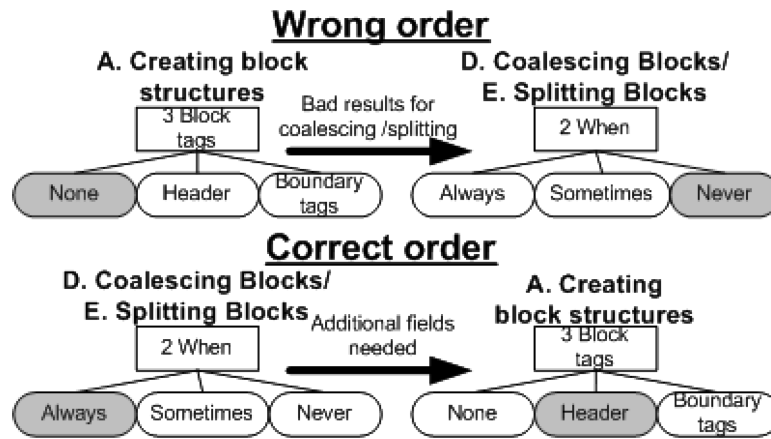 Wrong order
A. Creating block
structures
D. Coalescing Blocks/
E. Splitting Blocks
3 Block
tags
Bad results for
coalescing /splitting
2 When
None
Header
Boundary
tags
Always
Sometimes
Never
Correct order
D. Coalescing Blocks/
E. Splitting Blocks
A. Creating
block structures
2 When
Additional fields
needed
3 Block
tags
Always
Sometimes
Never
None
Header
Boundary
tags